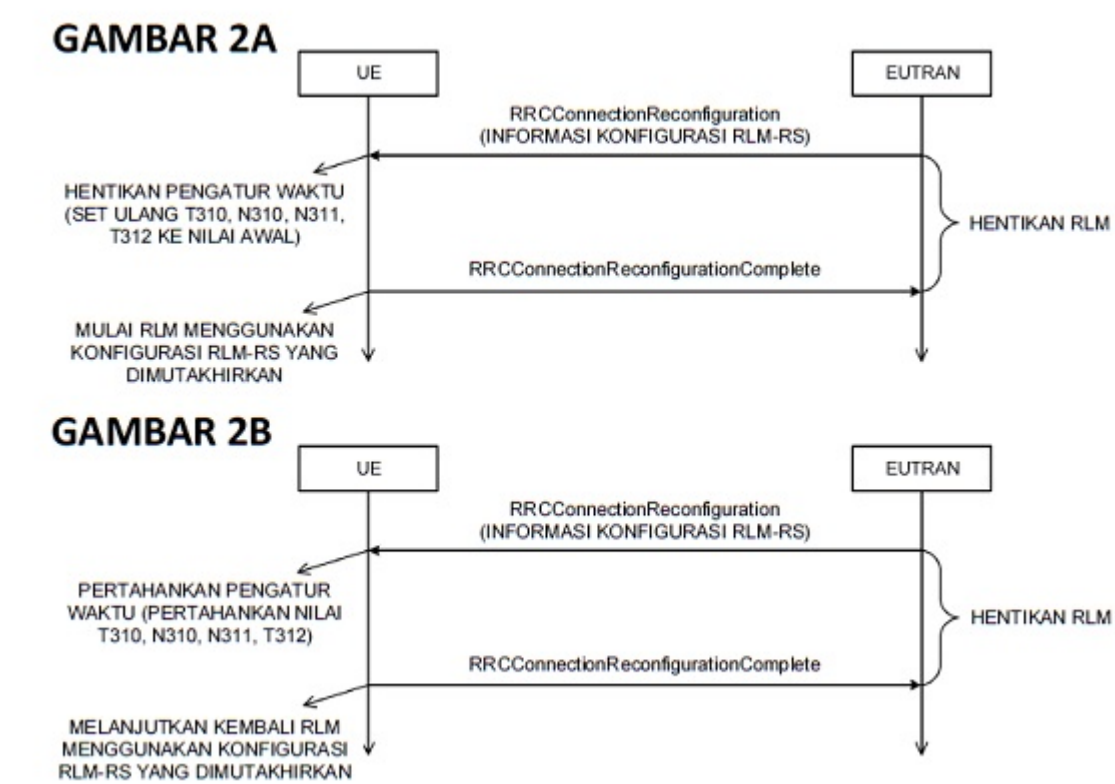 GAMBAR 2A
UE
EUTRAN
RRCConnectionReconfiguration
(INFORMASI KONFIGURASI RLM-RS)
HENTIKAN PENGATUR WAKTU
(SET ULANG T310, N310, N311,
T312 KE NILAI AWAL)
HENTIKAN RLM
RRCConnectionReconfigurationComplete
MULAI RLM MENGGUNAKAN
KONFIGURASI RLM-RS YANG
DIMUTAKHIRKAN
GAMBAR 2B
UE
EUTRAN
RRCConnectionReconfiguration
(INFORMASI KONFIGURASI RLM-RS)
PERTAHANKAN PENGATUR
WAKTU (PERTAHANKAN NILAI
T310, N310, N311, T312)
HENTIKAN RLM
RRCConnectionReconfigurationComplete
MELANJUTKAN KEMBALI RLM
MENGGUNAKAN KONFIGURASI
RLM-RS YANG DIMUTAKHIRKAN